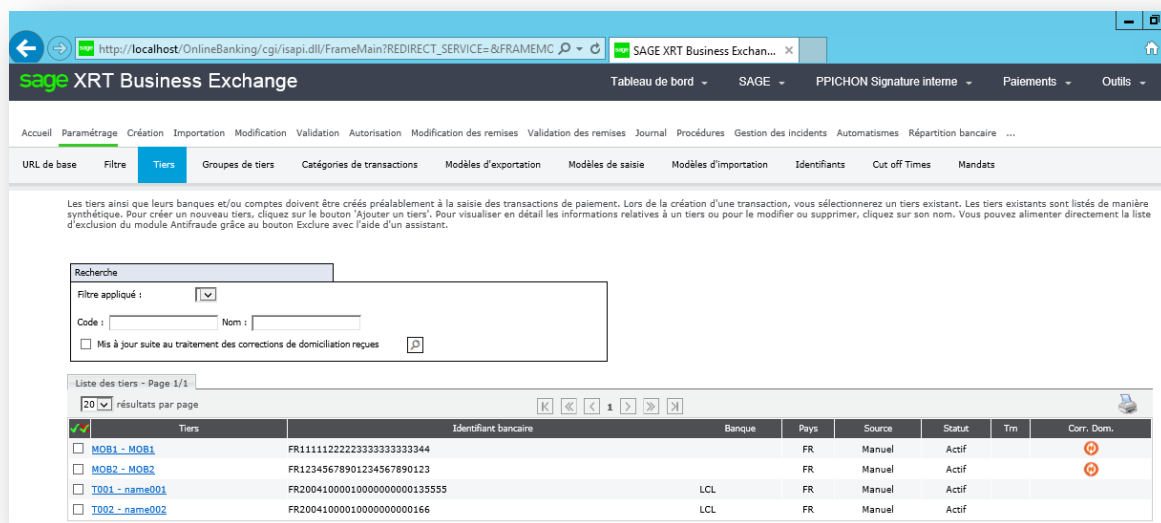 http://localhost/OnlineBanking/cgi/isapi.dll/FrameMain?REDIRECT_SERVICE=&FRAMEMC
SAGE XRT Business Exchan...
sage XRT Business Exchange
Tableau de bord SAGE PPICHON Signature interne Paiements Outils
Accueil Paramétrage Création Importation Modification Validation Autorisation Modification des remises Validation des remises Journal Procédures Gestion des incidents Automatismes Répartition bancaire ...
URL de base Filtre Tiers Groupes de tiers Catégories de transactions Modèles d'exportation Modèles de saisie Modèles d'importation Identifiants Cut off Times Mandats
Les tiers ainsi que leurs banques et/ou comptes doivent être créés préalablement à la saisie des transactions de paiement. Lors de la création d'une transaction, vous sélectionnerez un tiers existant. Les tiers existants sont listés de manière
synthétique. Pour créer un nouveau tiers, cliquez sur le bouton 'Ajouter un tiers'. Pour visualiser en détail les informations relatives à un tiers ou pour le modifier ou supprimer, cliquez sur son nom. Vous pouvez alimenter directement la liste
d'exclusion du module Antifraude grâce au bouton Exclure avec l'aide d'un assistant.
Recherche
Filtre appliqué :
Code : Nom :
Mis à jour suite au traitement des corrections de domiciliation reçues
Liste des tiers - Page 1/1
20 résultats par page 1
Tiers Identifiant bancaire Banque Pays Source Statut Trn Corr. Dom.
MOB1 - MOB1 FR1111122222333333333344 FR Manuel Actif
MOB2 - MOB2 FR12345678901234567890123 FR Manuel Actif
T001 - name001 FR20041000010000000000135555 LCL FR Manuel Actif
T002 - name002 FR20041000010000000000166 LCL FR Manuel Actif